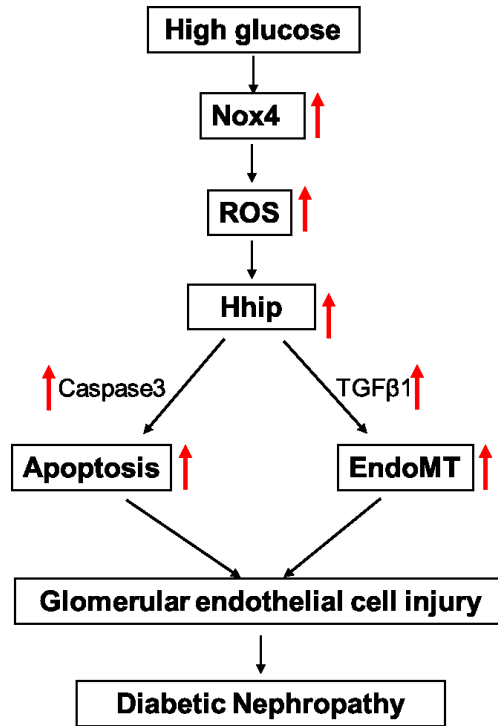 High glucose
Nox4
ROS
Hhip
Caspase3
TGFβ1
Apoptosis
EndoMT
Glomerular endothelial cell injury
Diabetic Nephropathy